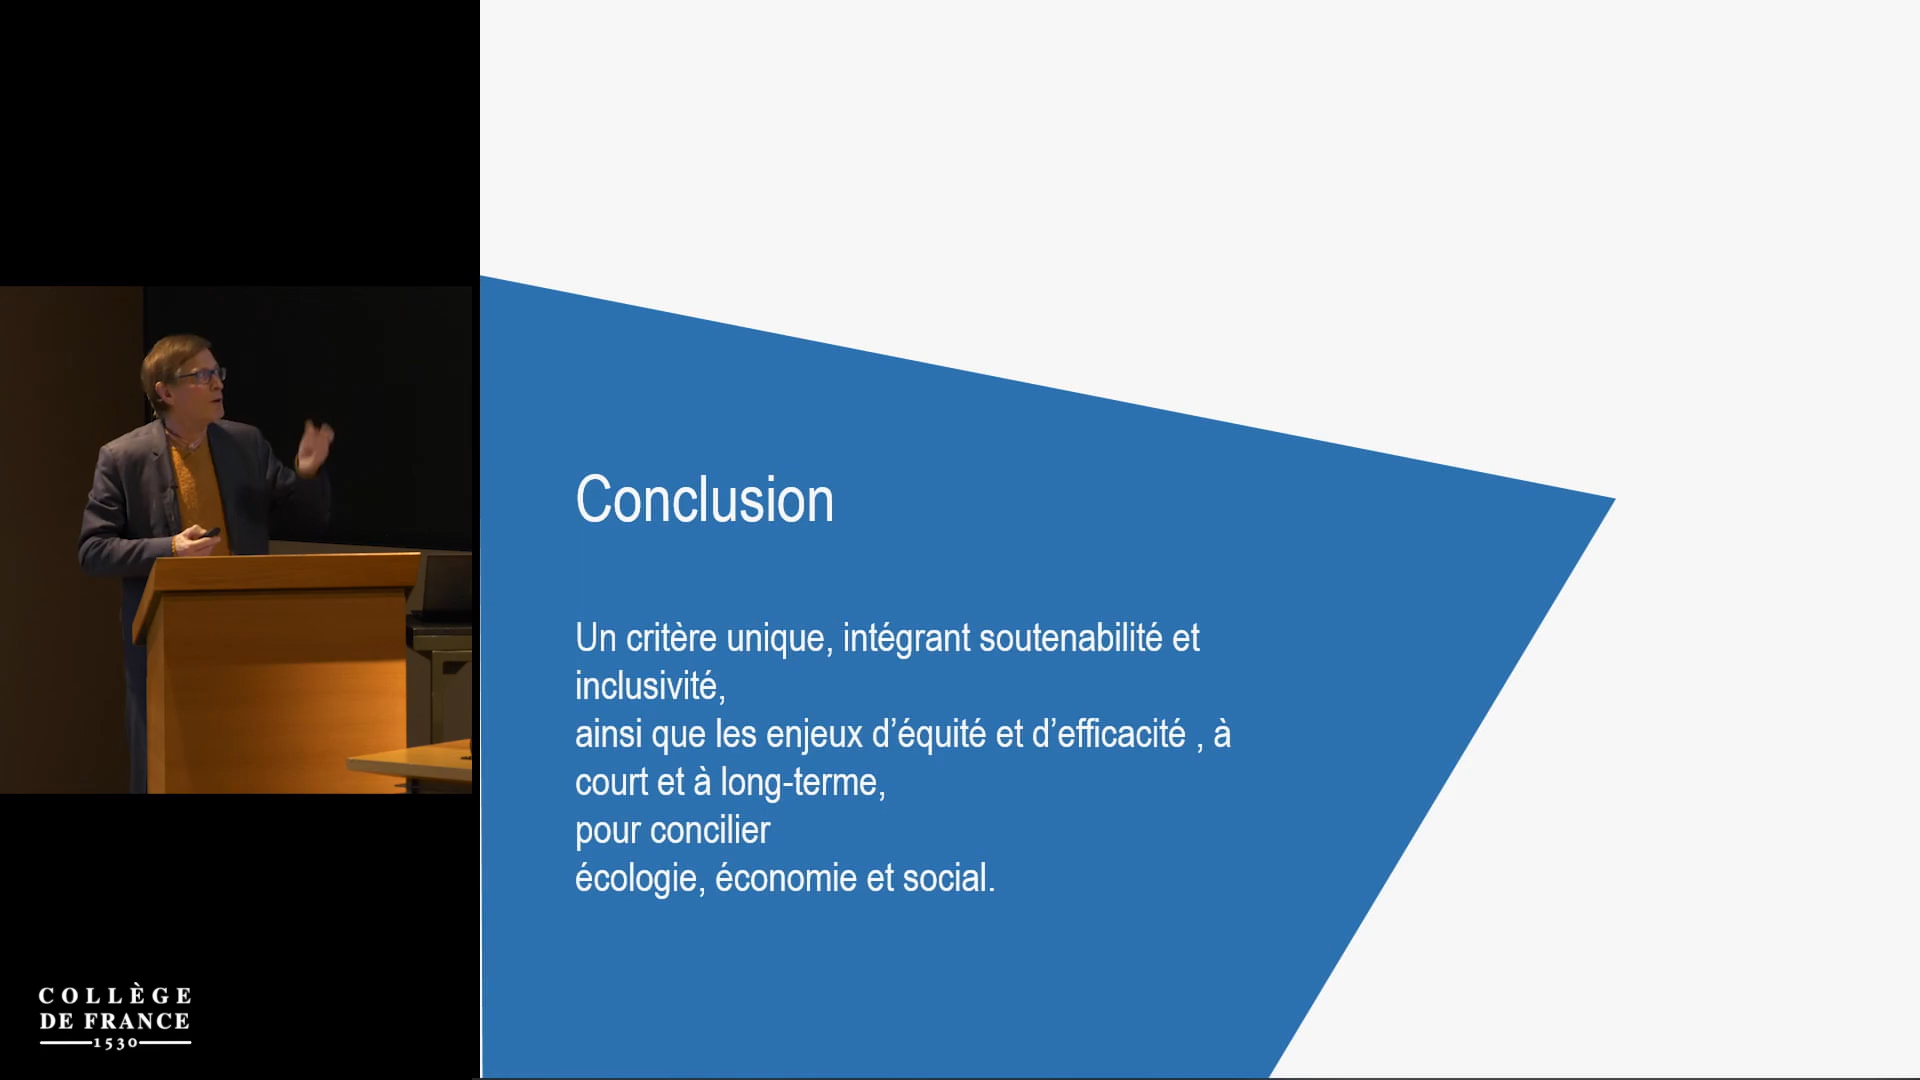 Conclusion
Un critère unique, intégrant soutenabilité et
inclusivité,
ainsi que les enjeux d’équité et d’efficacité , à
court et à long-terme,
pour concilier
écologie, économie et social.
COLLÈGE
DE FRANCE
1530